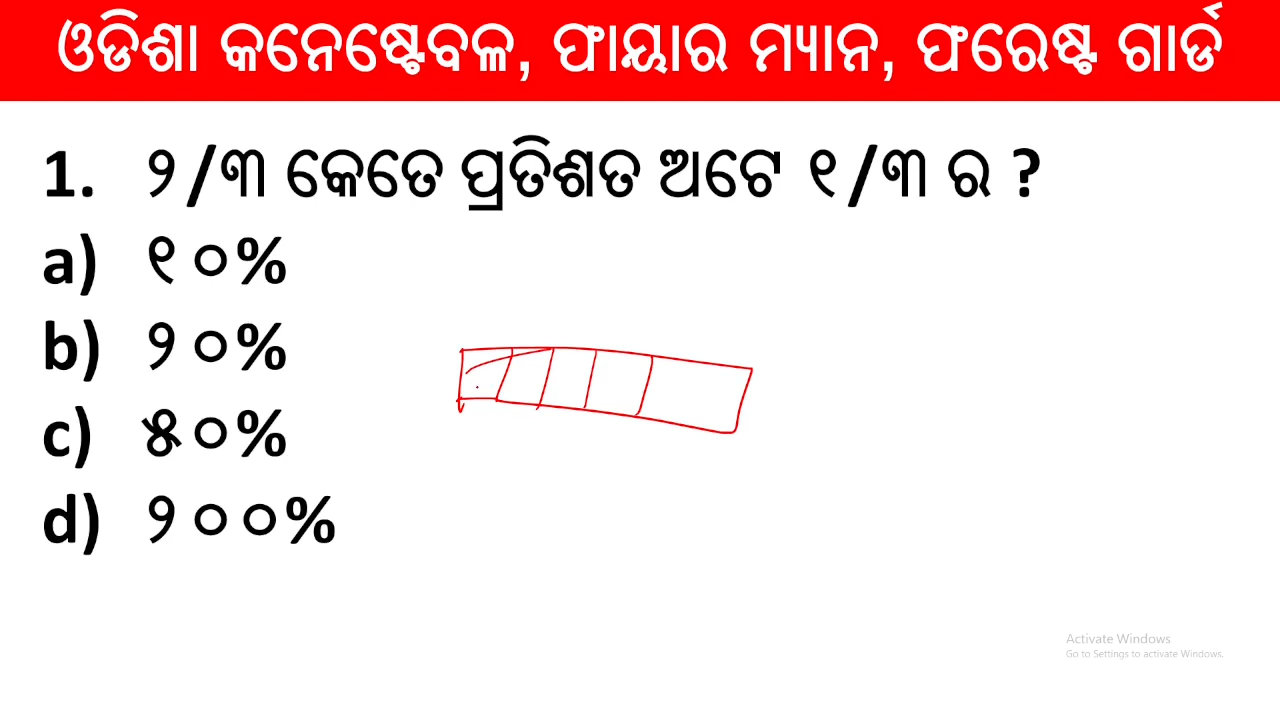 ଓଡିଶା କନେଷ୍ଟେବଳ, ଫାୟାର ମ୍ୟାନ, ଫରେଷ୍ଟ ଗାର୍ଡ
1. ୨/୩ କେତେ ପ୍ରତିଶତ ଅଟେ ୧/୩ ର ?
a) ୧୦%
b) ୨୦%
c) ୫୦%
d) ୨୦୦%
Activate Windows
Go to Settings to activate Windows.